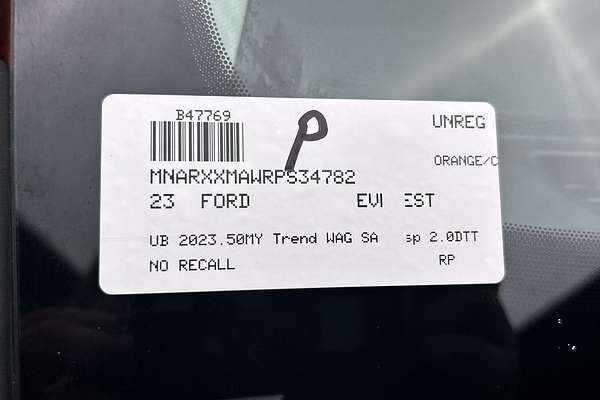 B47769
P
UNREG
ORANGE/C
MNARXXMAWRPS34782
23 FORD EVI EST
UB 2023.50MY Trend WAG SA sp 2.0DTT
NO RECALL RP